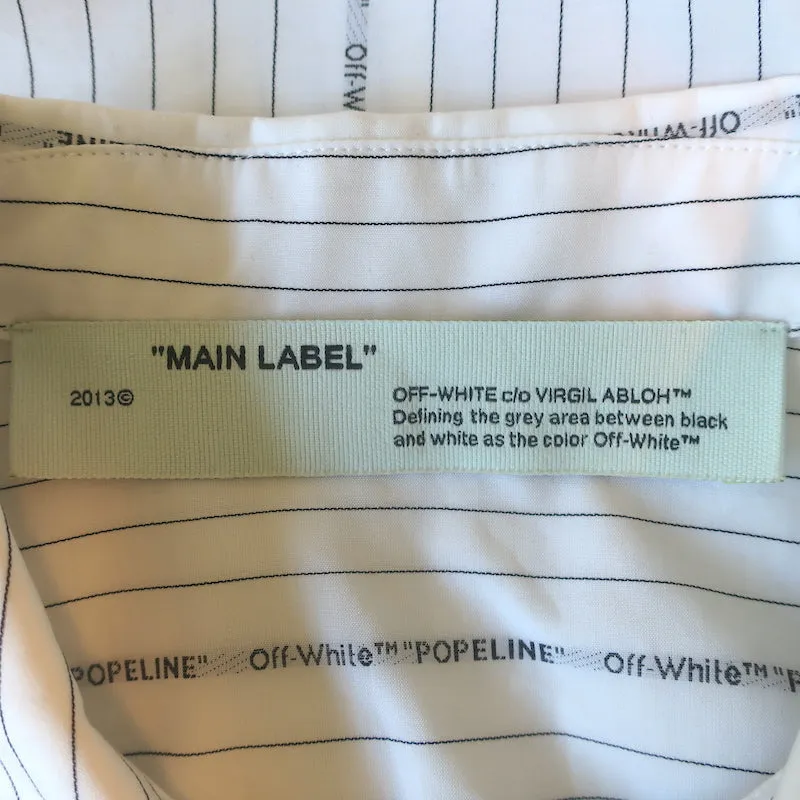 Off-W
Off-White
"MAIN LABEL"
2013©
OFF-WHITE c/o VIRGIL ABLOH™
Defining the grey area between black
and white as the color Off-White™
POPELINE" Off-White™ "POPELINE" Off-White™ "P